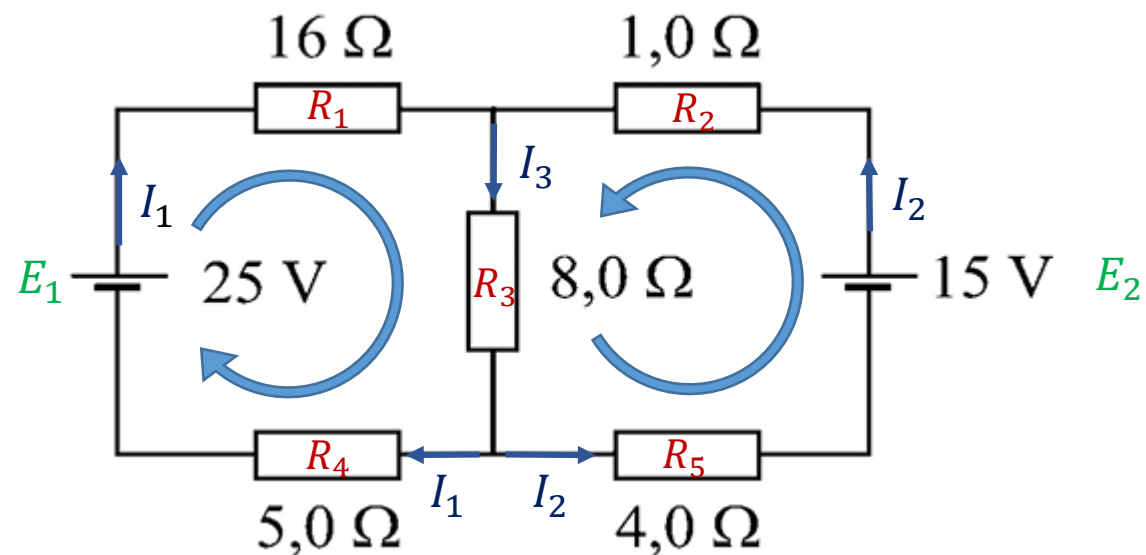 16 Ω 1,0 Ω
R₁ R₂
I₁ I₃ I₂
E₁ 25 V R₃ 8,0 Ω 15 V E₂
R₄ R₅
I₁ I₂
5,0 Ω 4,0 Ω